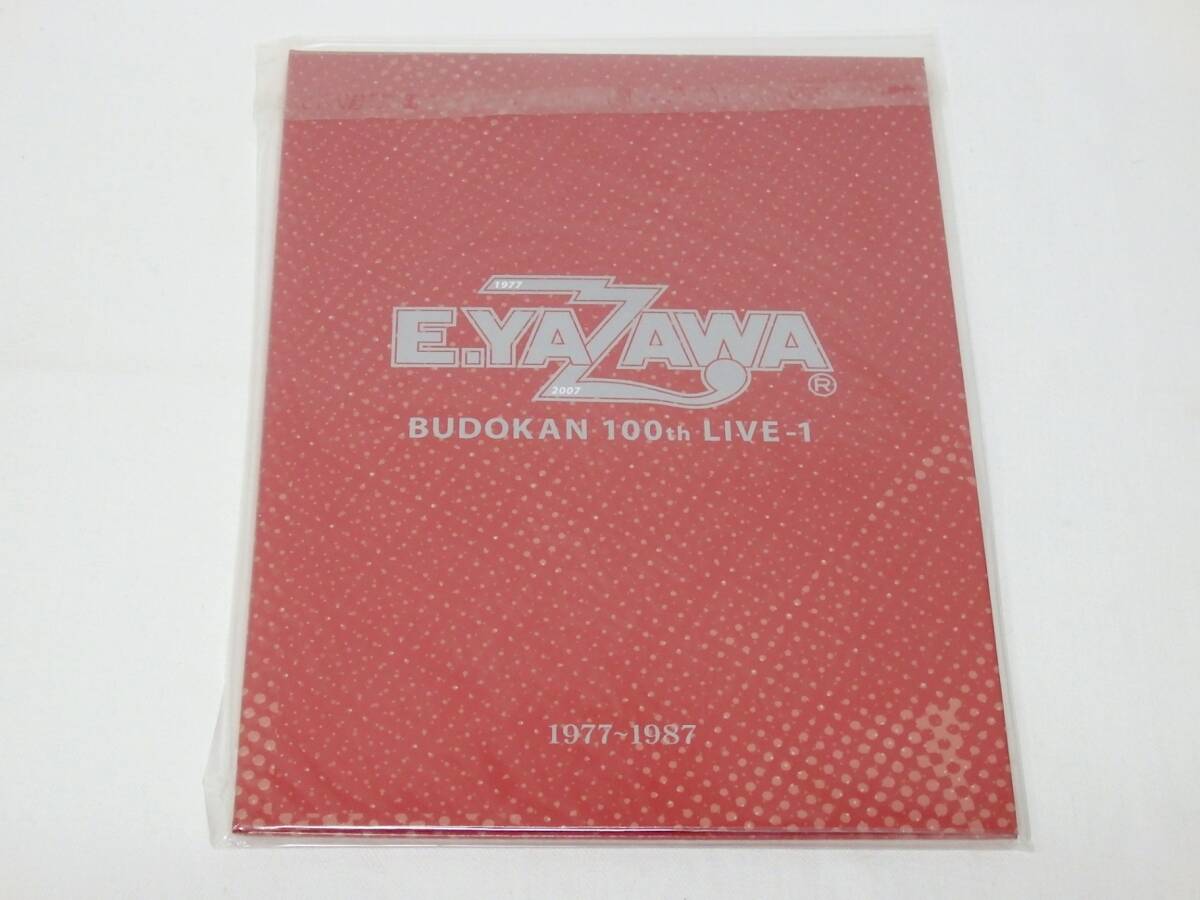 1977
E.YAZAWA
®
2007
BUDOKAN 100th LIVE-1
1977~1987